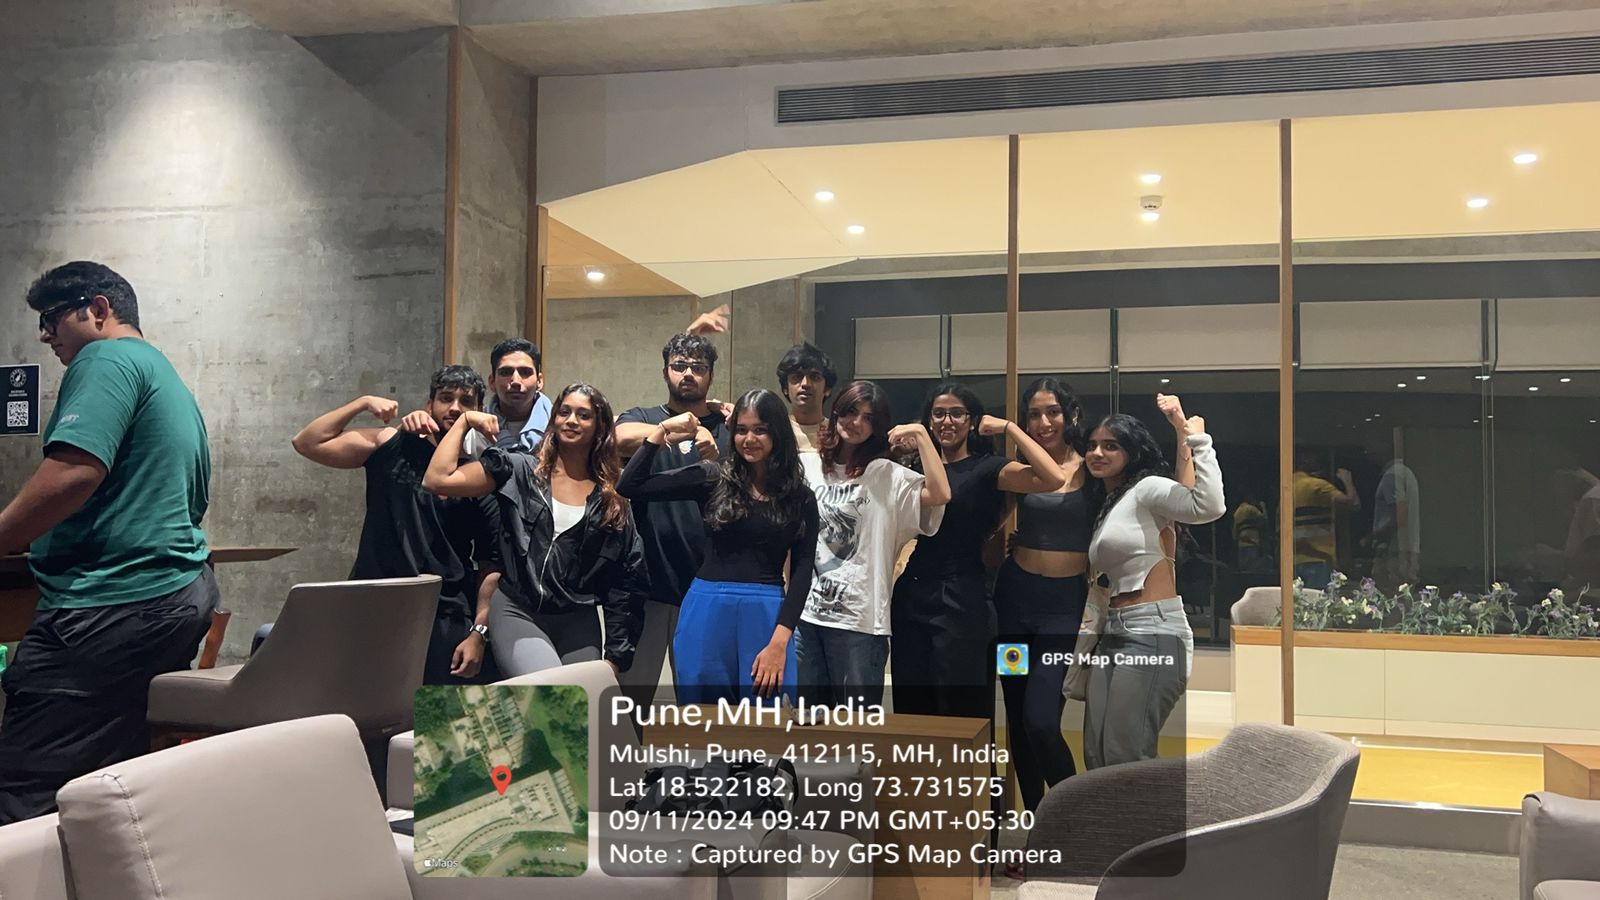 GPS Map Camera
Pune,MH,India
Mulshi, Pune, 412115, MH, India
Lat 18.522182, Long 73.731575
09/11/2024 09:47 PM GMT+05:30
Note : Captured by GPS Map Camera
Maps
1977